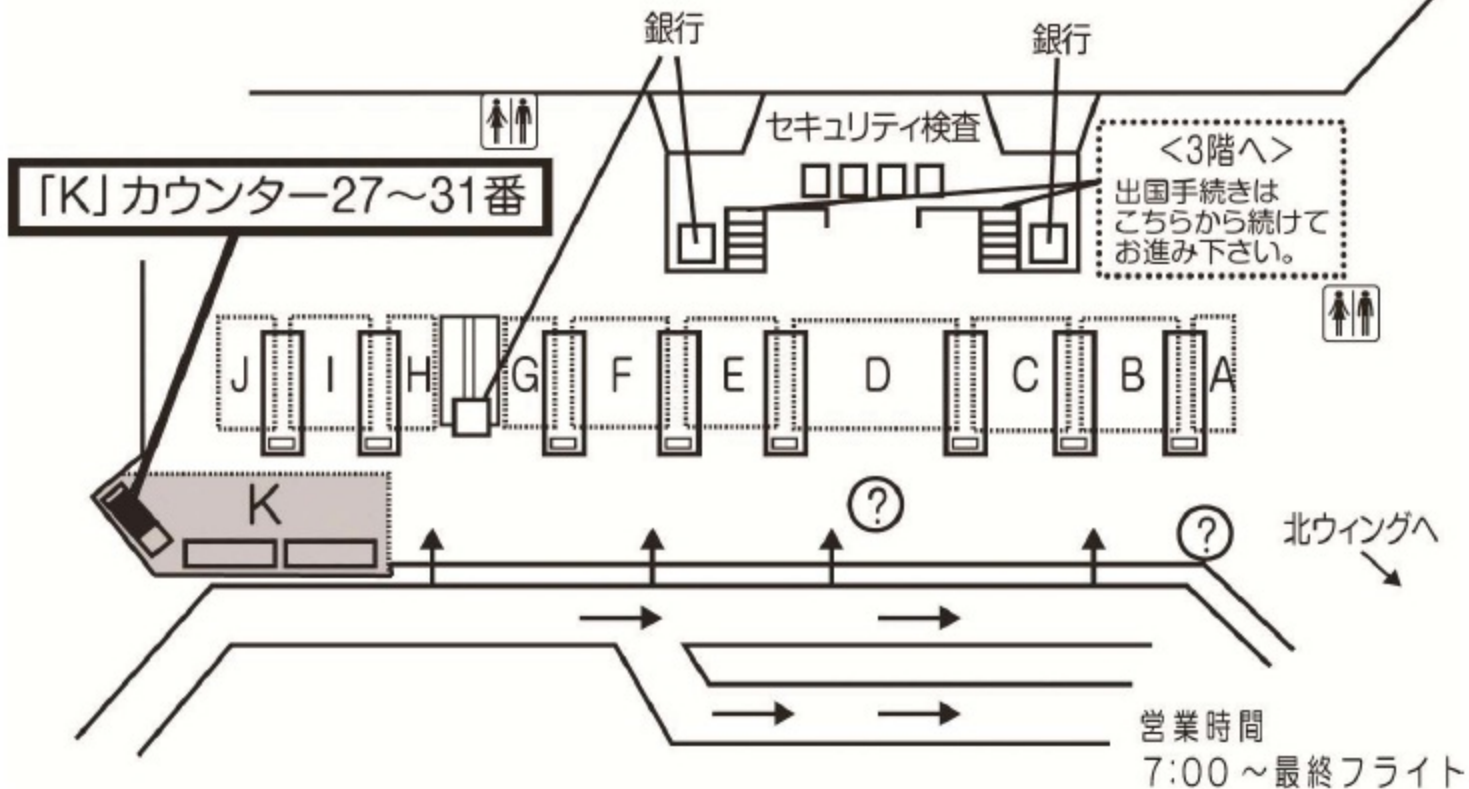 銀行
銀行
セキュリティ検査
<3階へ>
出国手続きは
こちらから続けて
お進み下さい。
「K」カウンター27～31番
J I H G F E D C B A
K
?
?
北ウィングへ
営業時間
7:00～最終フライト